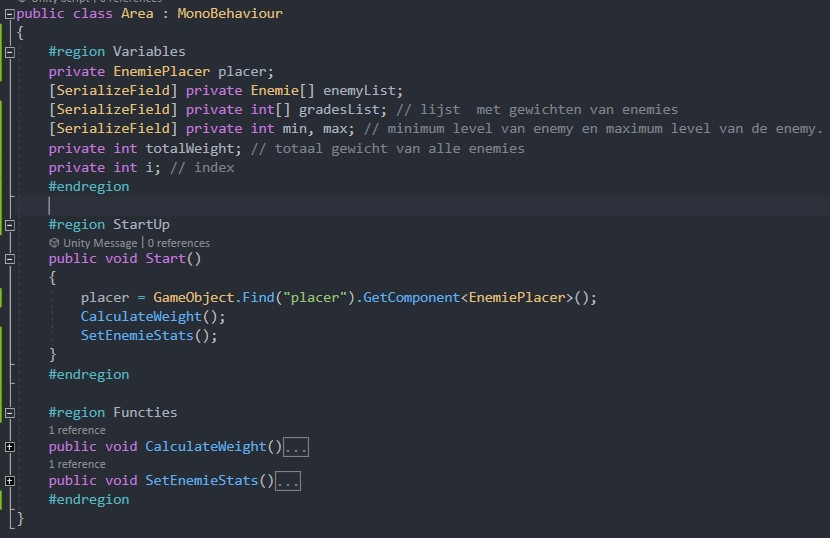 public class Area : MonoBehaviour
{
#region Variables
private EnemiePlacer placer;
[SerializeField] private Enemie[] enemyList;
[SerializeField] private int[] gradesList; // lijst  met gewichten van enemies
[SerializeField] private int min, max; // minimum level van enemy en maximum level van de enemy.
private int totalWeight; // totaal gewicht van alle enemies
private int i; // index
#endregion
#region StartUp
Unity Message | 0 references
public void Start()
{
placer = GameObject.Find("placer").GetComponent<EnemiePlacer>();
CalculateWeight();
SetEnemieStats();
}
#endregion
#region Functies
1 reference
public void CalculateWeight()...
1 reference
public void SetEnemieStats()...
#endregion
}